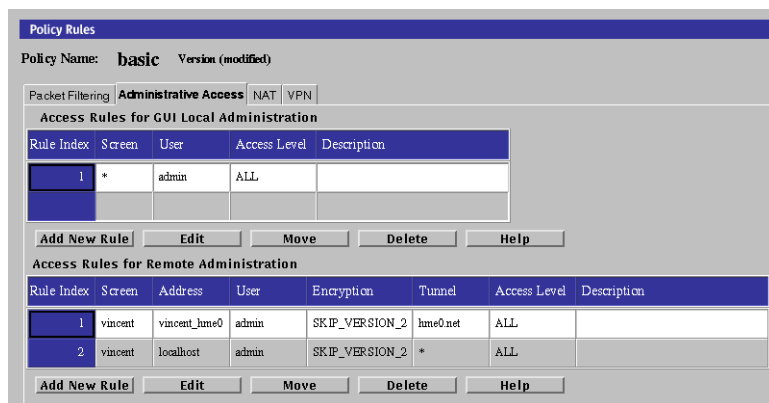 Policy Rules
Policy Name: basic Version (modified)
Packet Filtering Administrative Access NAT VPN
Access Rules for GUI Local Administration
Rule Index Screen User Access Level Description
1 * admin ALL
Add New Rule Edit Move Delete Help
Access Rules for Remote Administration
Rule Index Screen Address User Encryption Tunnel Access Level Description
1 vincent vincent_hme0 admin SKIP_VERSION_2 hme0.net ALL
2 vincent localhost admin SKIP_VERSION_2 * ALL
Add New Rule Edit Move Delete Help